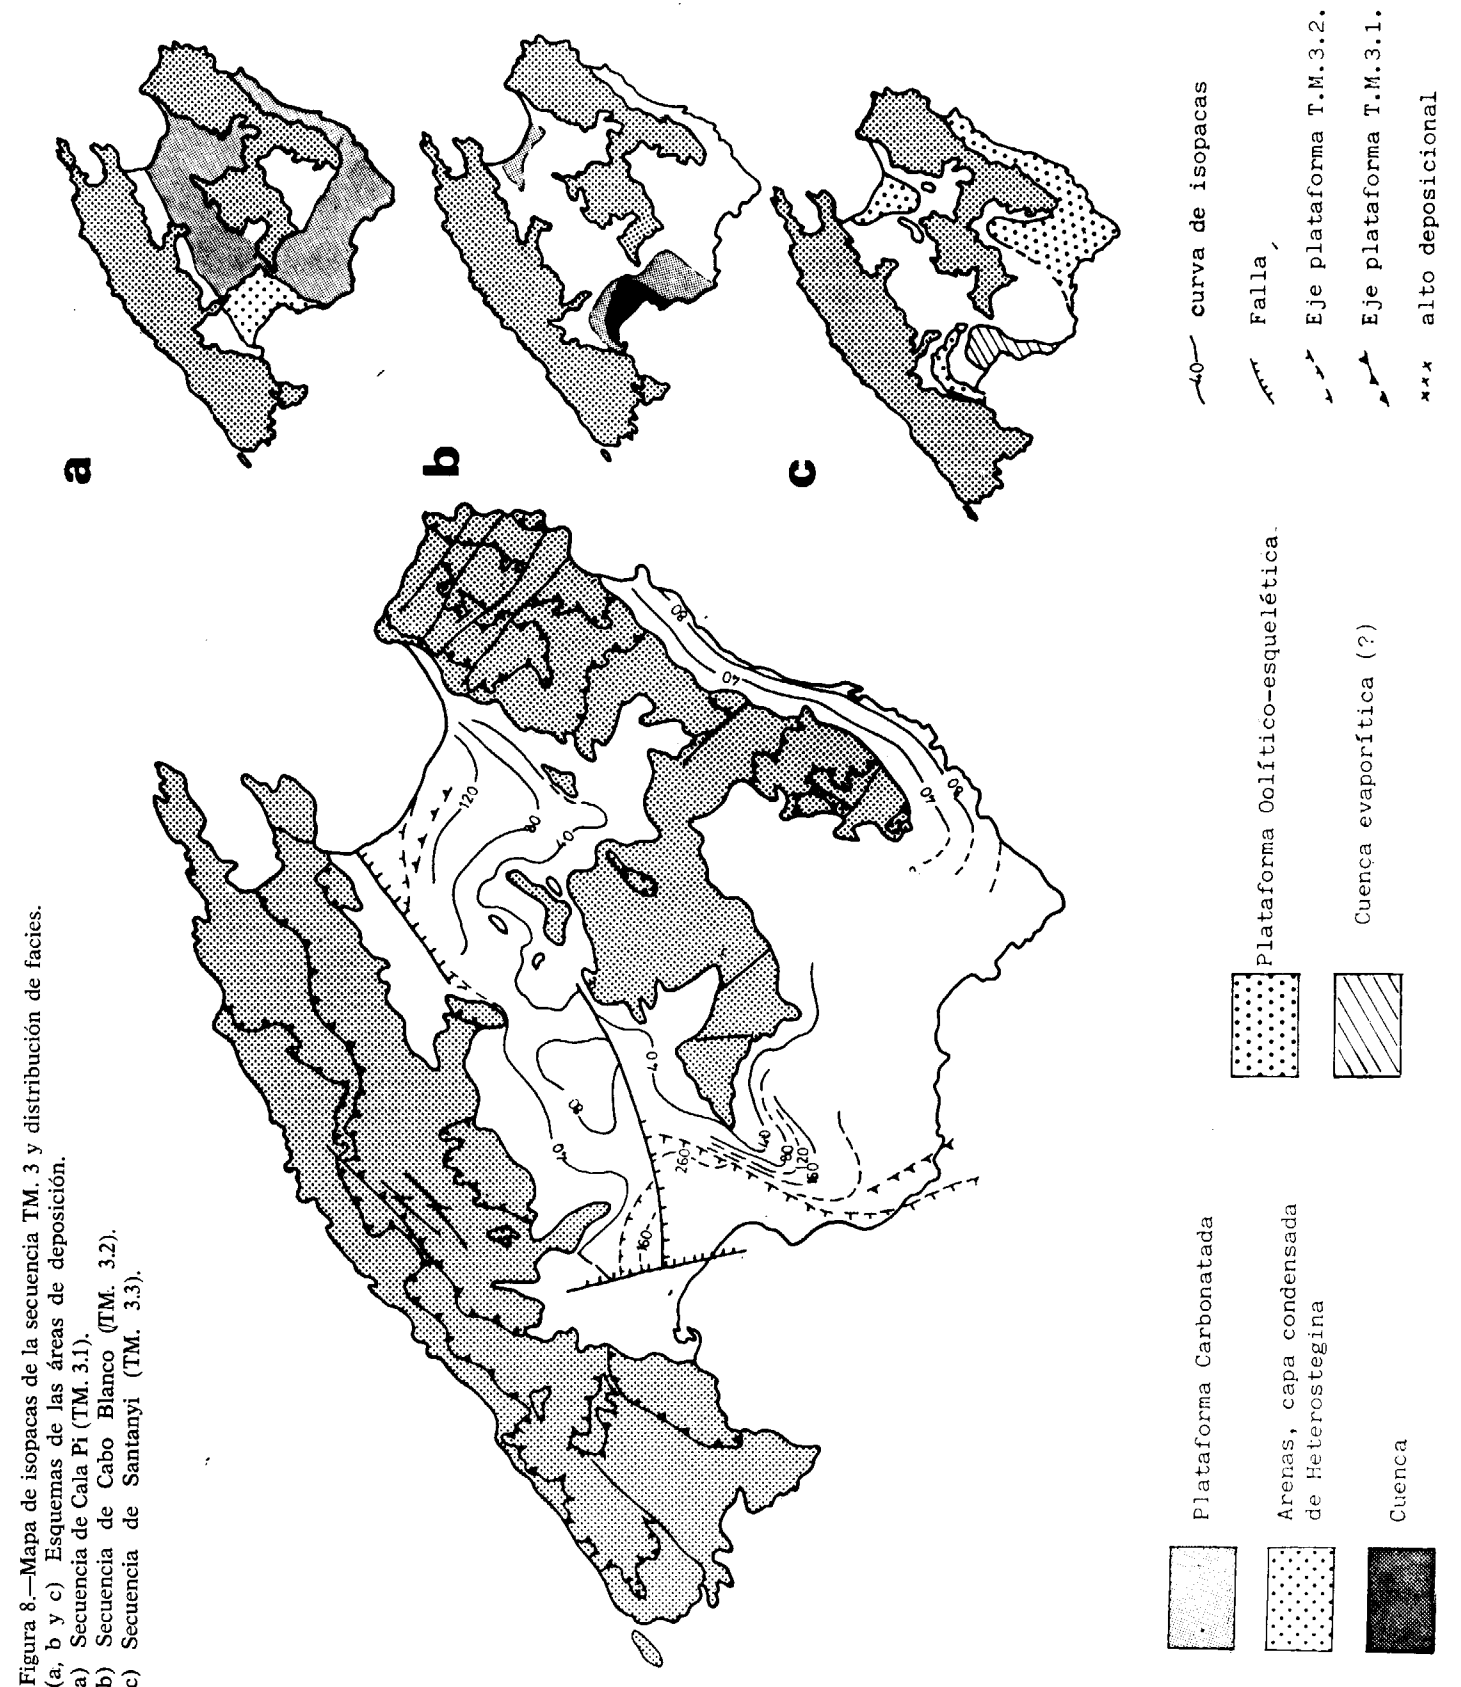 Figura 8.—Mapa de isopacas de la secuencia TM. 3 y distribución de facies.
(a, b y c) Esquemas de las áreas de deposición.
a) Secuencia de Cala Pi (TM. 3.1).
b) Secuencia de Cabo Blanco (TM. 3.2).
c) Secuencia de Santanyi (TM. 3.3).
a
b
c
120
80
40
80
40
40
80
40
80
40
260
160
40
80
120
160
Plataforma Carbonatada
Arenas, capa condensada
de Heterostegina
Cuenca
Plataforma Oolítico-esquelética
Cuenca evaporítica (?)
40 curva de isopacas
Falla
Eje plataforma T.M.3.2.
Eje plataforma T.M.3.1.
xxx alto deposicional